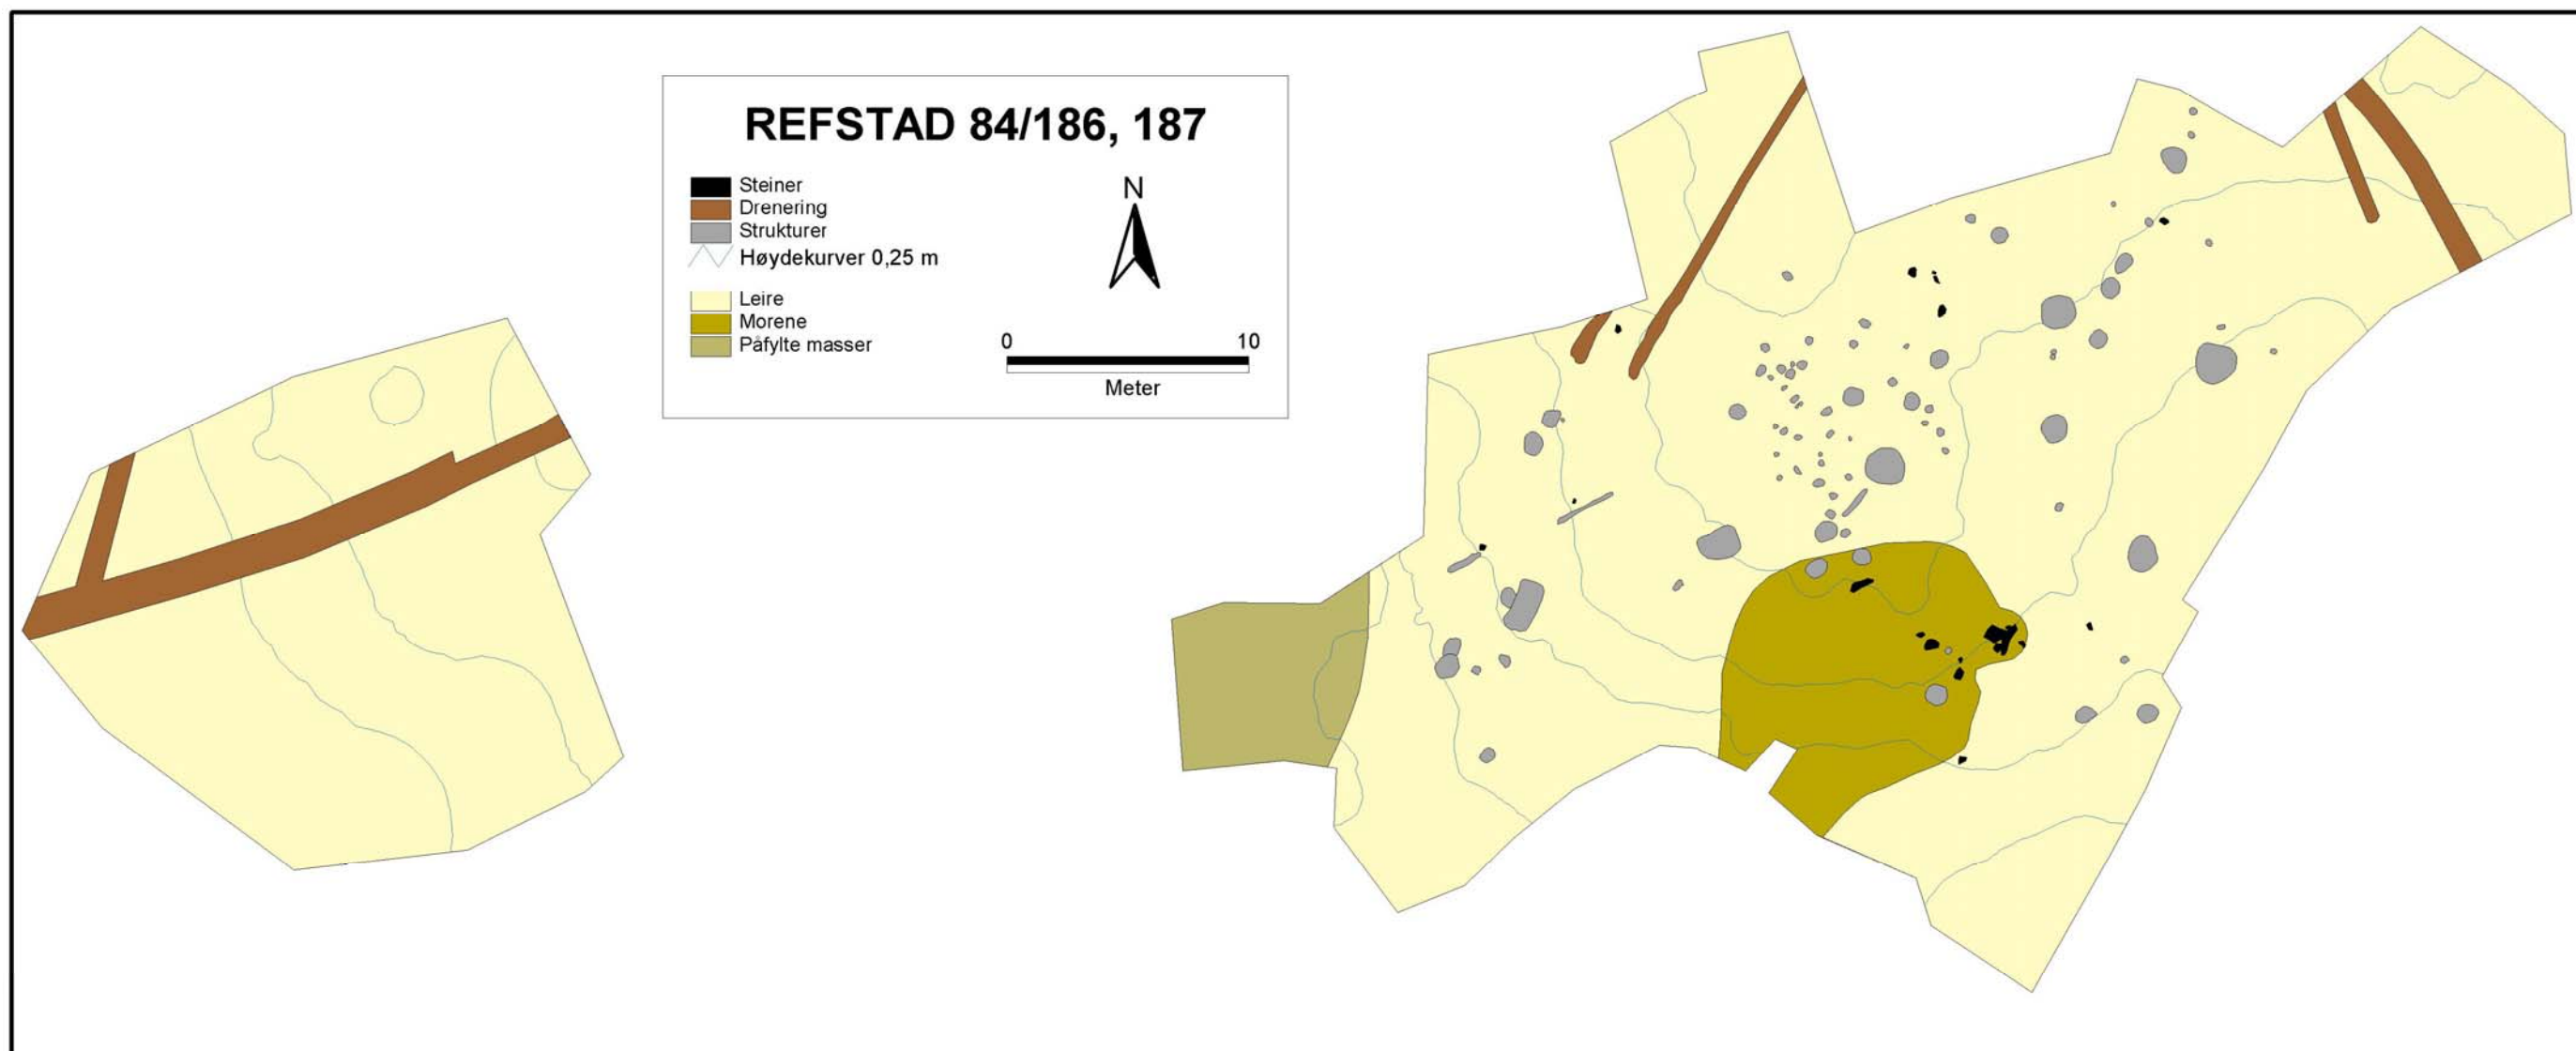 REFSTAD 84/186, 187
Steiner
Drenering
Strukturer
Høydekurver 0,25 m
Leire
Morene
Påfylte masser
N
0 10
Meter